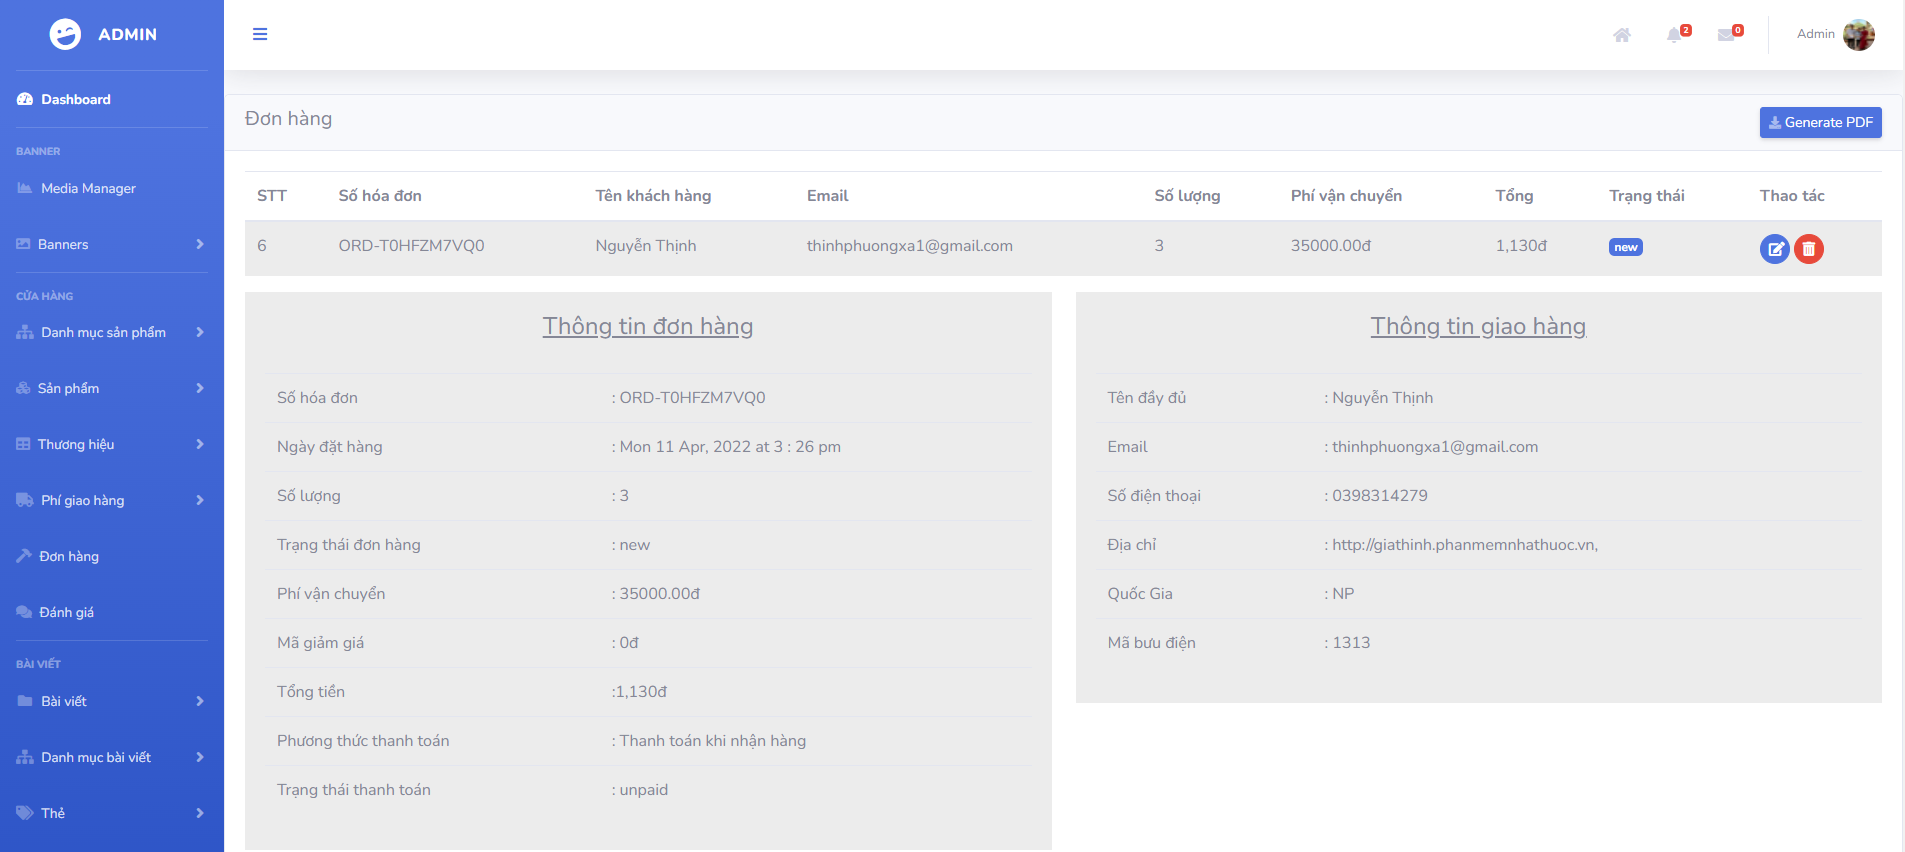 ADMIN
2
0
Admin
Dashboard
BANNER
Media Manager
Banners
CỬA HÀNG
Danh mục sản phẩm
Sản phẩm
Thương hiệu
Phí giao hàng
Đơn hàng
Đánh giá
BÀI VIẾT
Bài viết
Danh mục bài viết
Thẻ
Đơn hàng
Generate PDF
STT Số hóa đơn Tên khách hàng Email Số lượng Phí vận chuyển Tổng Trạng thái Thao tác
6 ORD-T0HFZM7VQ0 Nguyễn Thịnh thinhphuongxa1@gmail.com 3 35000.00đ 1,130đ new
Thông tin đơn hàng
Số hóa đơn : ORD-T0HFZM7VQ0
Ngày đặt hàng : Mon 11 Apr, 2022 at 3 : 26 pm
Số lượng : 3
Trạng thái đơn hàng : new
Phí vận chuyển : 35000.00đ
Mã giảm giá : 0đ
Tổng tiền :1,130đ
Phương thức thanh toán : Thanh toán khi nhận hàng
Trạng thái thanh toán : unpaid
Thông tin giao hàng
Tên đầy đủ : Nguyễn Thịnh
Email : thinhphuongxa1@gmail.com
Số điện thoại : 0398314279
Địa chỉ : http://giathinh.phanmemnhathuoc.vn,
Quốc Gia : NP
Mã bưu điện : 1313